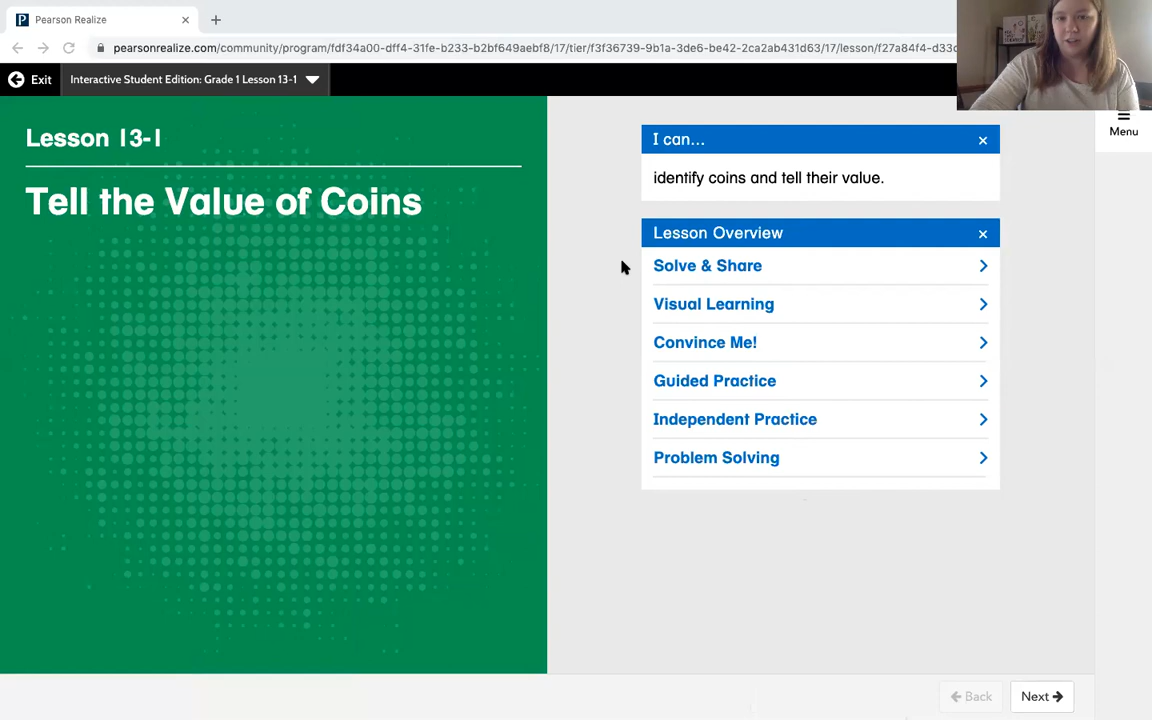 Pearson Realize
pearsonrealize.com/community/program/fdf34a00-dff4-31fe-b233-b2bf649aebf8/17/tier/f3f36739-9b1a-3de6-be42-2ca2ab431d63/17/lesson/f27a84f4-d33c
Exit
Interactive Student Edition: Grade 1 Lesson 13-1
Menu
Lesson 13-1
Tell the Value of Coins
I can...
identify coins and tell their value.
Lesson Overview
Solve & Share
Visual Learning
Convince Me!
Guided Practice
Independent Practice
Problem Solving
Back
Next